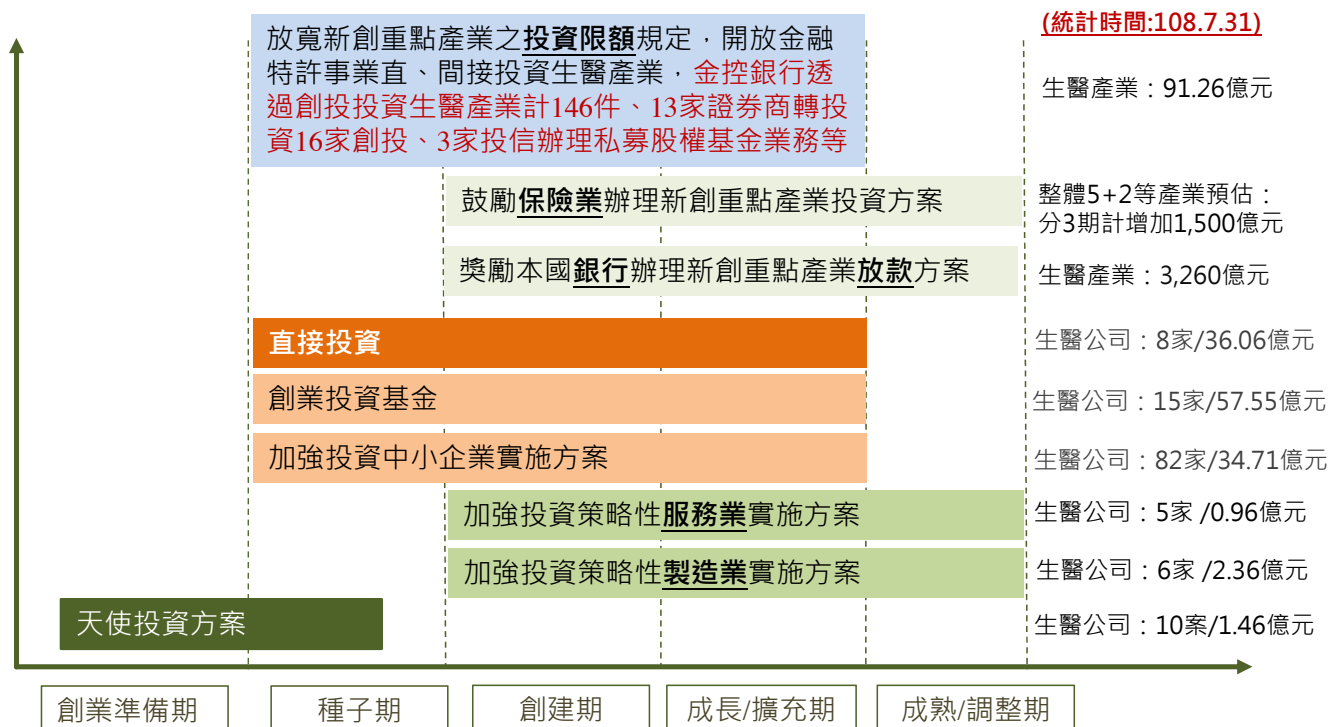 (統計時間:108.7.31)
放寬新創重點產業之投資限額規定，開放金融
特許事業直、間接投資生醫產業，金控銀行透
過創投投資生醫產業計146件、13家證券商轉投
資16家創投、3家投信辦理私募股權基金業務等
生醫產業：91.26億元
鼓勵保險業辦理新創重點產業投資方案
整體5+2等產業預估：
分3期計增加1,500億元
獎勵本國銀行辦理新創重點產業放款方案
生醫產業：3,260億元
直接投資
生醫公司：8家/36.06億元
創業投資基金
生醫公司：15家/57.55億元
加強投資中小企業實施方案
生醫公司：82家/34.71億元
加強投資策略性服務業實施方案
生醫公司：5家 /0.96億元
加強投資策略性製造業實施方案
生醫公司：6家 /2.36億元
天使投資方案
生醫公司：10案/1.46億元
創業準備期
種子期
創建期
成長/擴充期
成熟/調整期